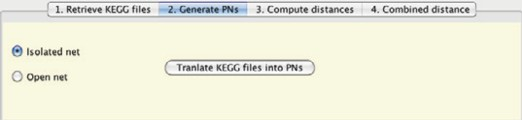 1. Retrieve KEGG files 2. Generate PNs 3. Compute distances 4. Combined distance
Isolated net
Tranlate KEGG files into PNs
Open net